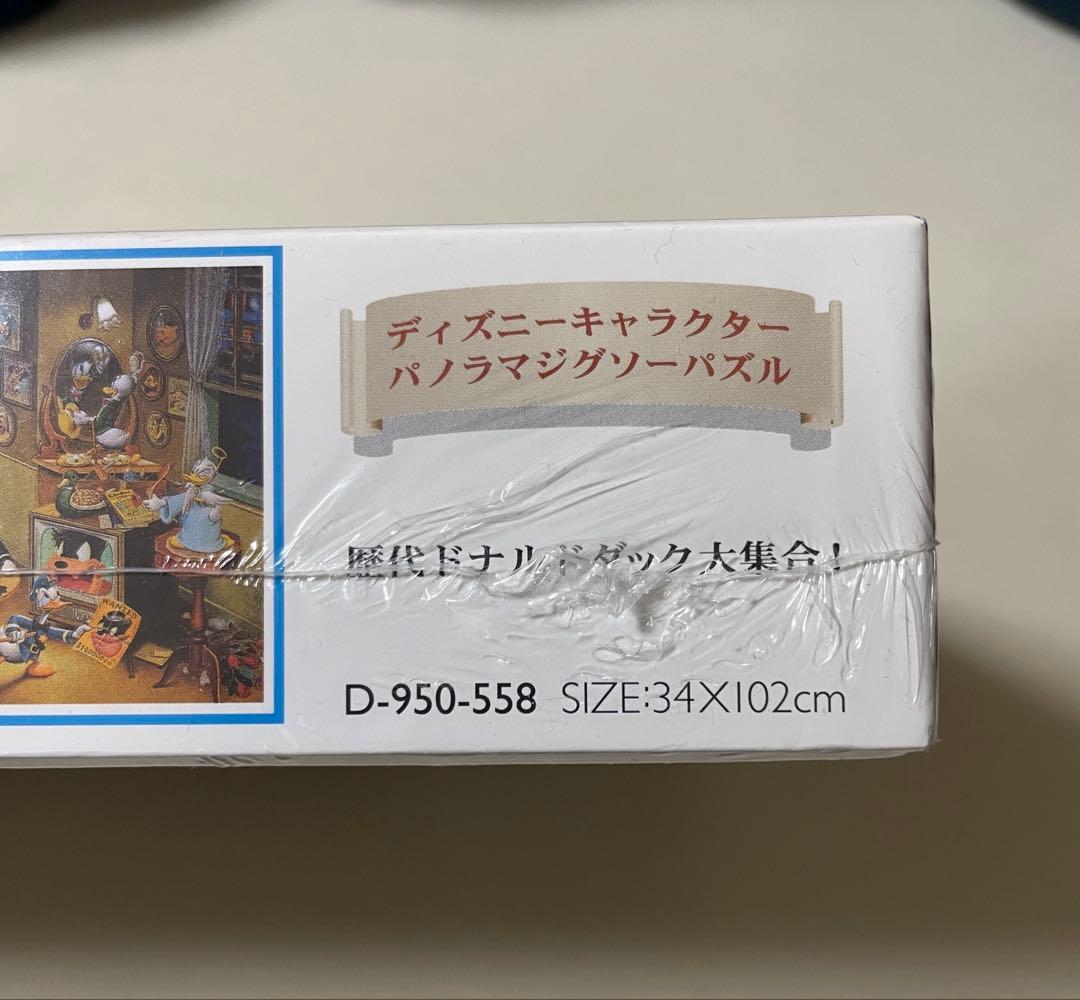 ディズニーキャラクター
パノラマジグソーパズル
歴代ドナルドダック大集合!
D-950-558 SIZE:34X102cm
WANTED